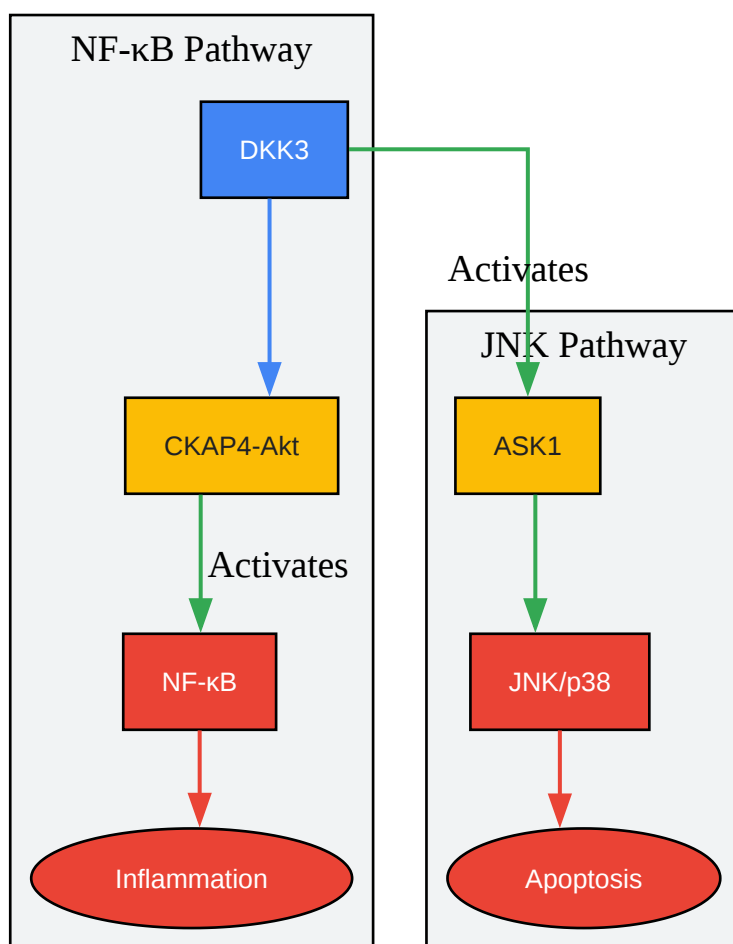 NF-κB Pathway
DKK3
Activates
JNK Pathway
CKAP4-Akt
ASK1
Activates
NF-κB
JNK/p38
Inflammation
Apoptosis